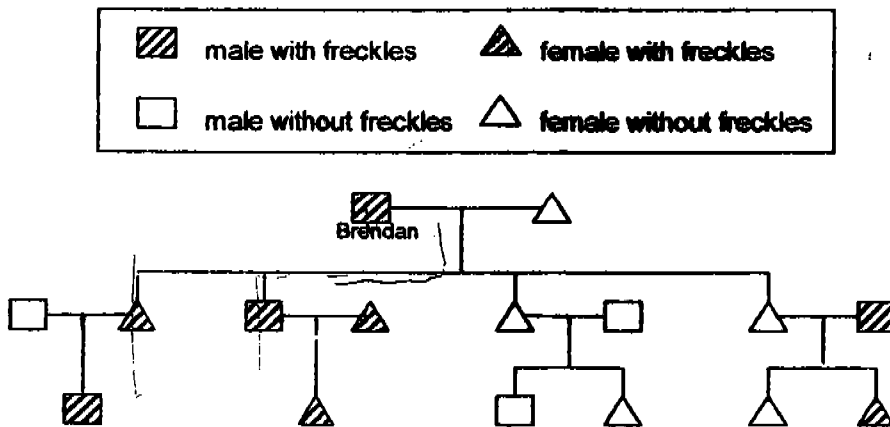 male with freckles
female with freckles
male without freckles
female without freckles
Brendan